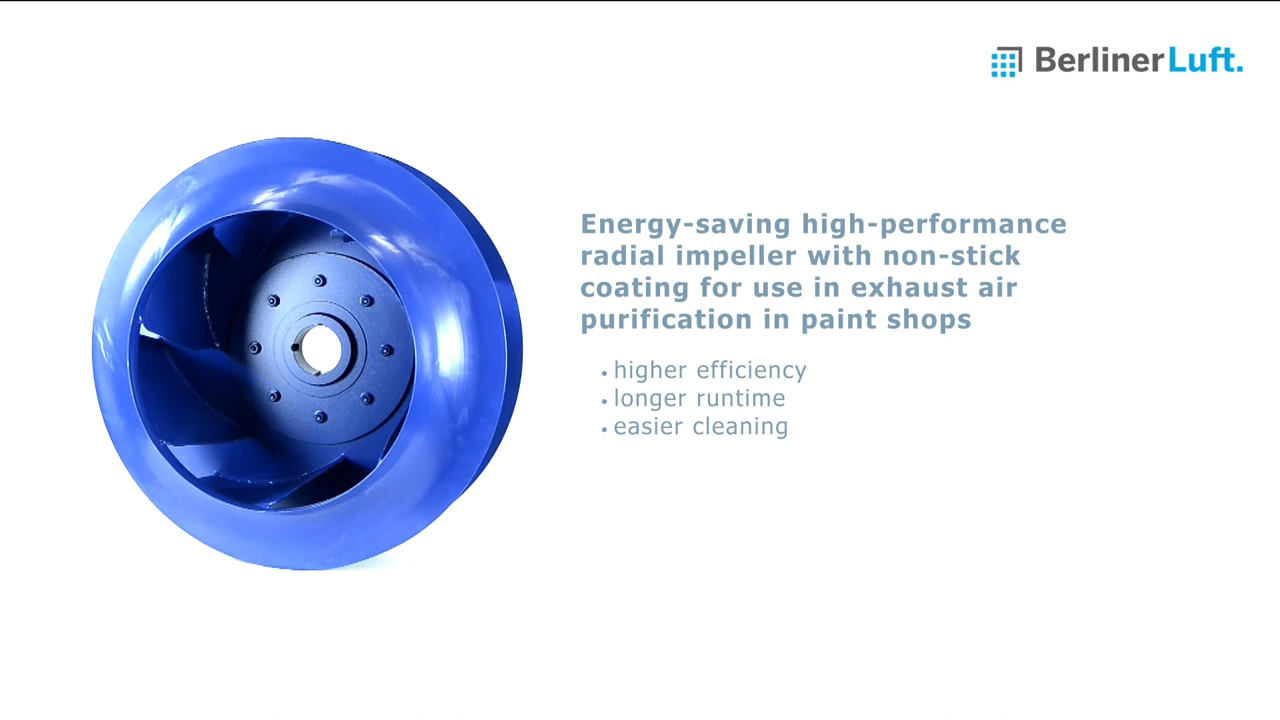 BerlinerLuft.
Energy-saving high-performance
radial impeller with non-stick
coating for use in exhaust air
purification in paint shops
• higher efficiency
• longer runtime
• easier cleaning